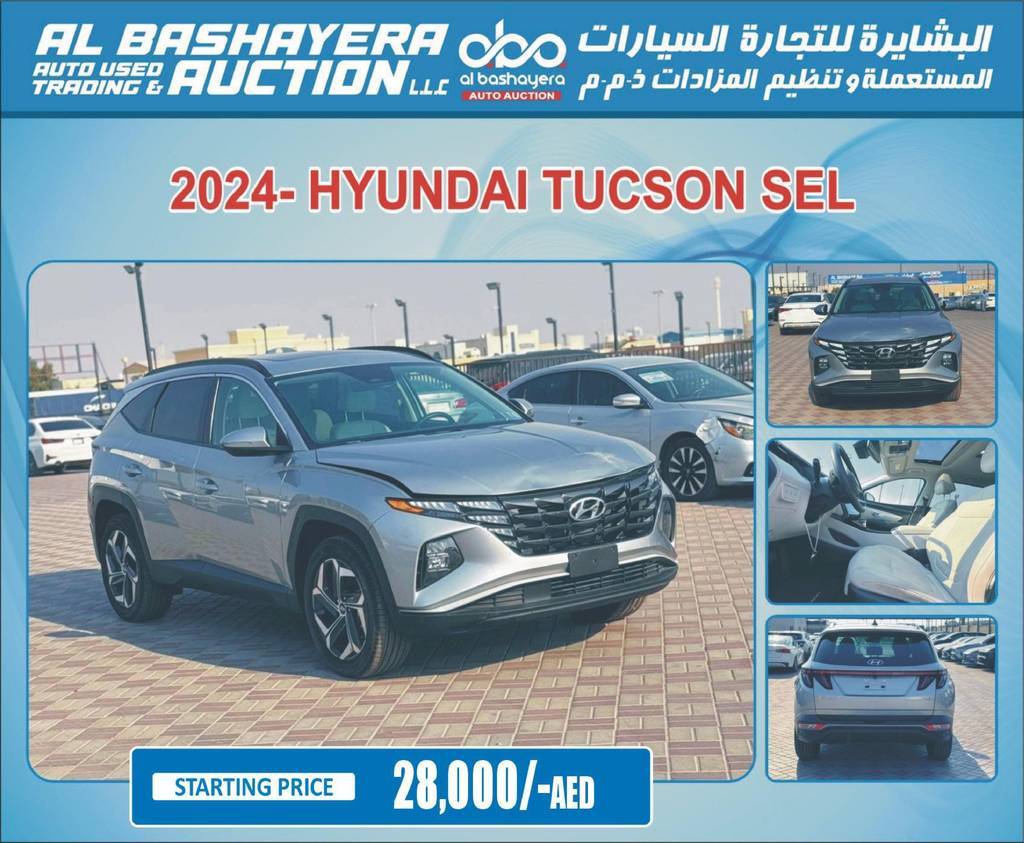 AL BASHAYERA
AUTO USED
TRADING & AUCTION L.L.C
aba
al bashayera
AUTO AUCTION
البشايرة للتجارة السيارات
المستعملة و تنظيم المزادات ذ-م-م
2024- HYUNDAI TUCSON SEL
STARTING PRICE
28,000/-AED